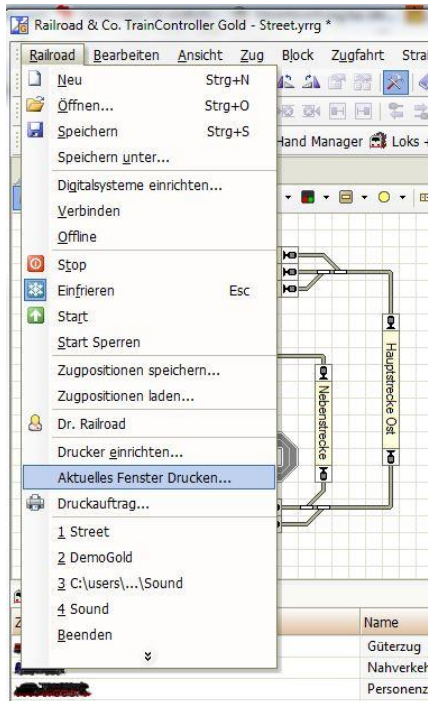 Railroad & Co. TrainController Gold - Street.yrrg *
Railroad Bearbeiten Ansicht Zug Block Zugfahrt
Neu Strg+N
Öffnen... Strg+O
Speichern Strg+S
Speichern unter...
Hand Manager Loks +
Digitalsysteme einrichten...
Verbinden
Offline
Stop
Einfrieren Esc
Start
Start Sperren
Zugpositionen speichern...
Zugpositionen laden...
Dr. Railroad
Drucker einrichten...
Aktuelles Fenster Drucken...
Druckauftrag...
1 Street
2 DemoGold
3 C:\users\...\Sound
4 Sound
Beenden
Nebenstrecke
Hauptstrecke Ost
Name
Güterzug